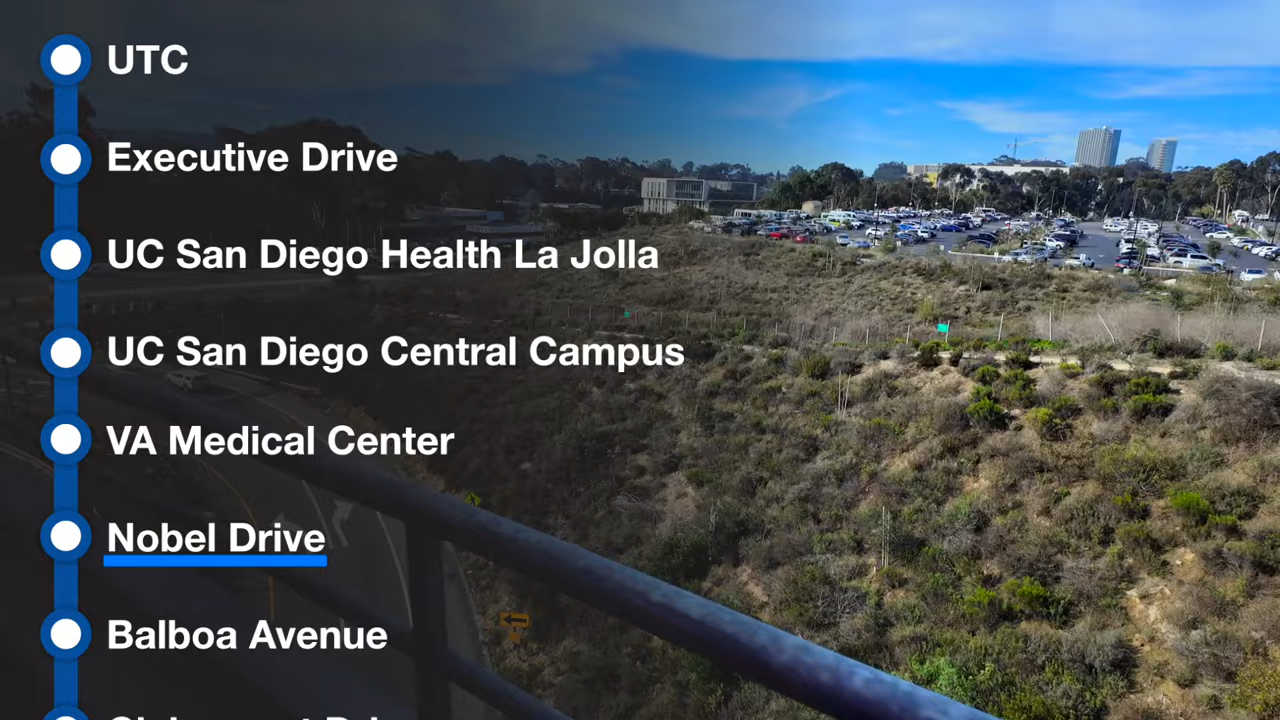 UTC
Executive Drive
UC San Diego Health La Jolla
UC San Diego Central Campus
VA Medical Center
Nobel Drive
Balboa Avenue